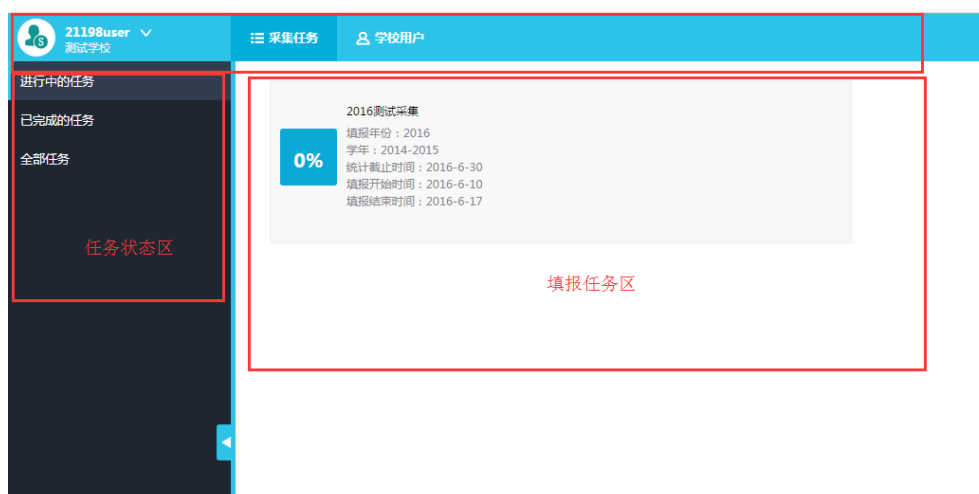 21198user
测试学校
采集任务
学校用户
进行中的任务
已完成的任务
全部任务
任务状态区
2016测试采集
填报年份：2016
学年：2014-2015
统计截止时间：2016-6-30
填报开始时间：2016-6-10
填报结束时间：2016-6-17
0%
填报任务区